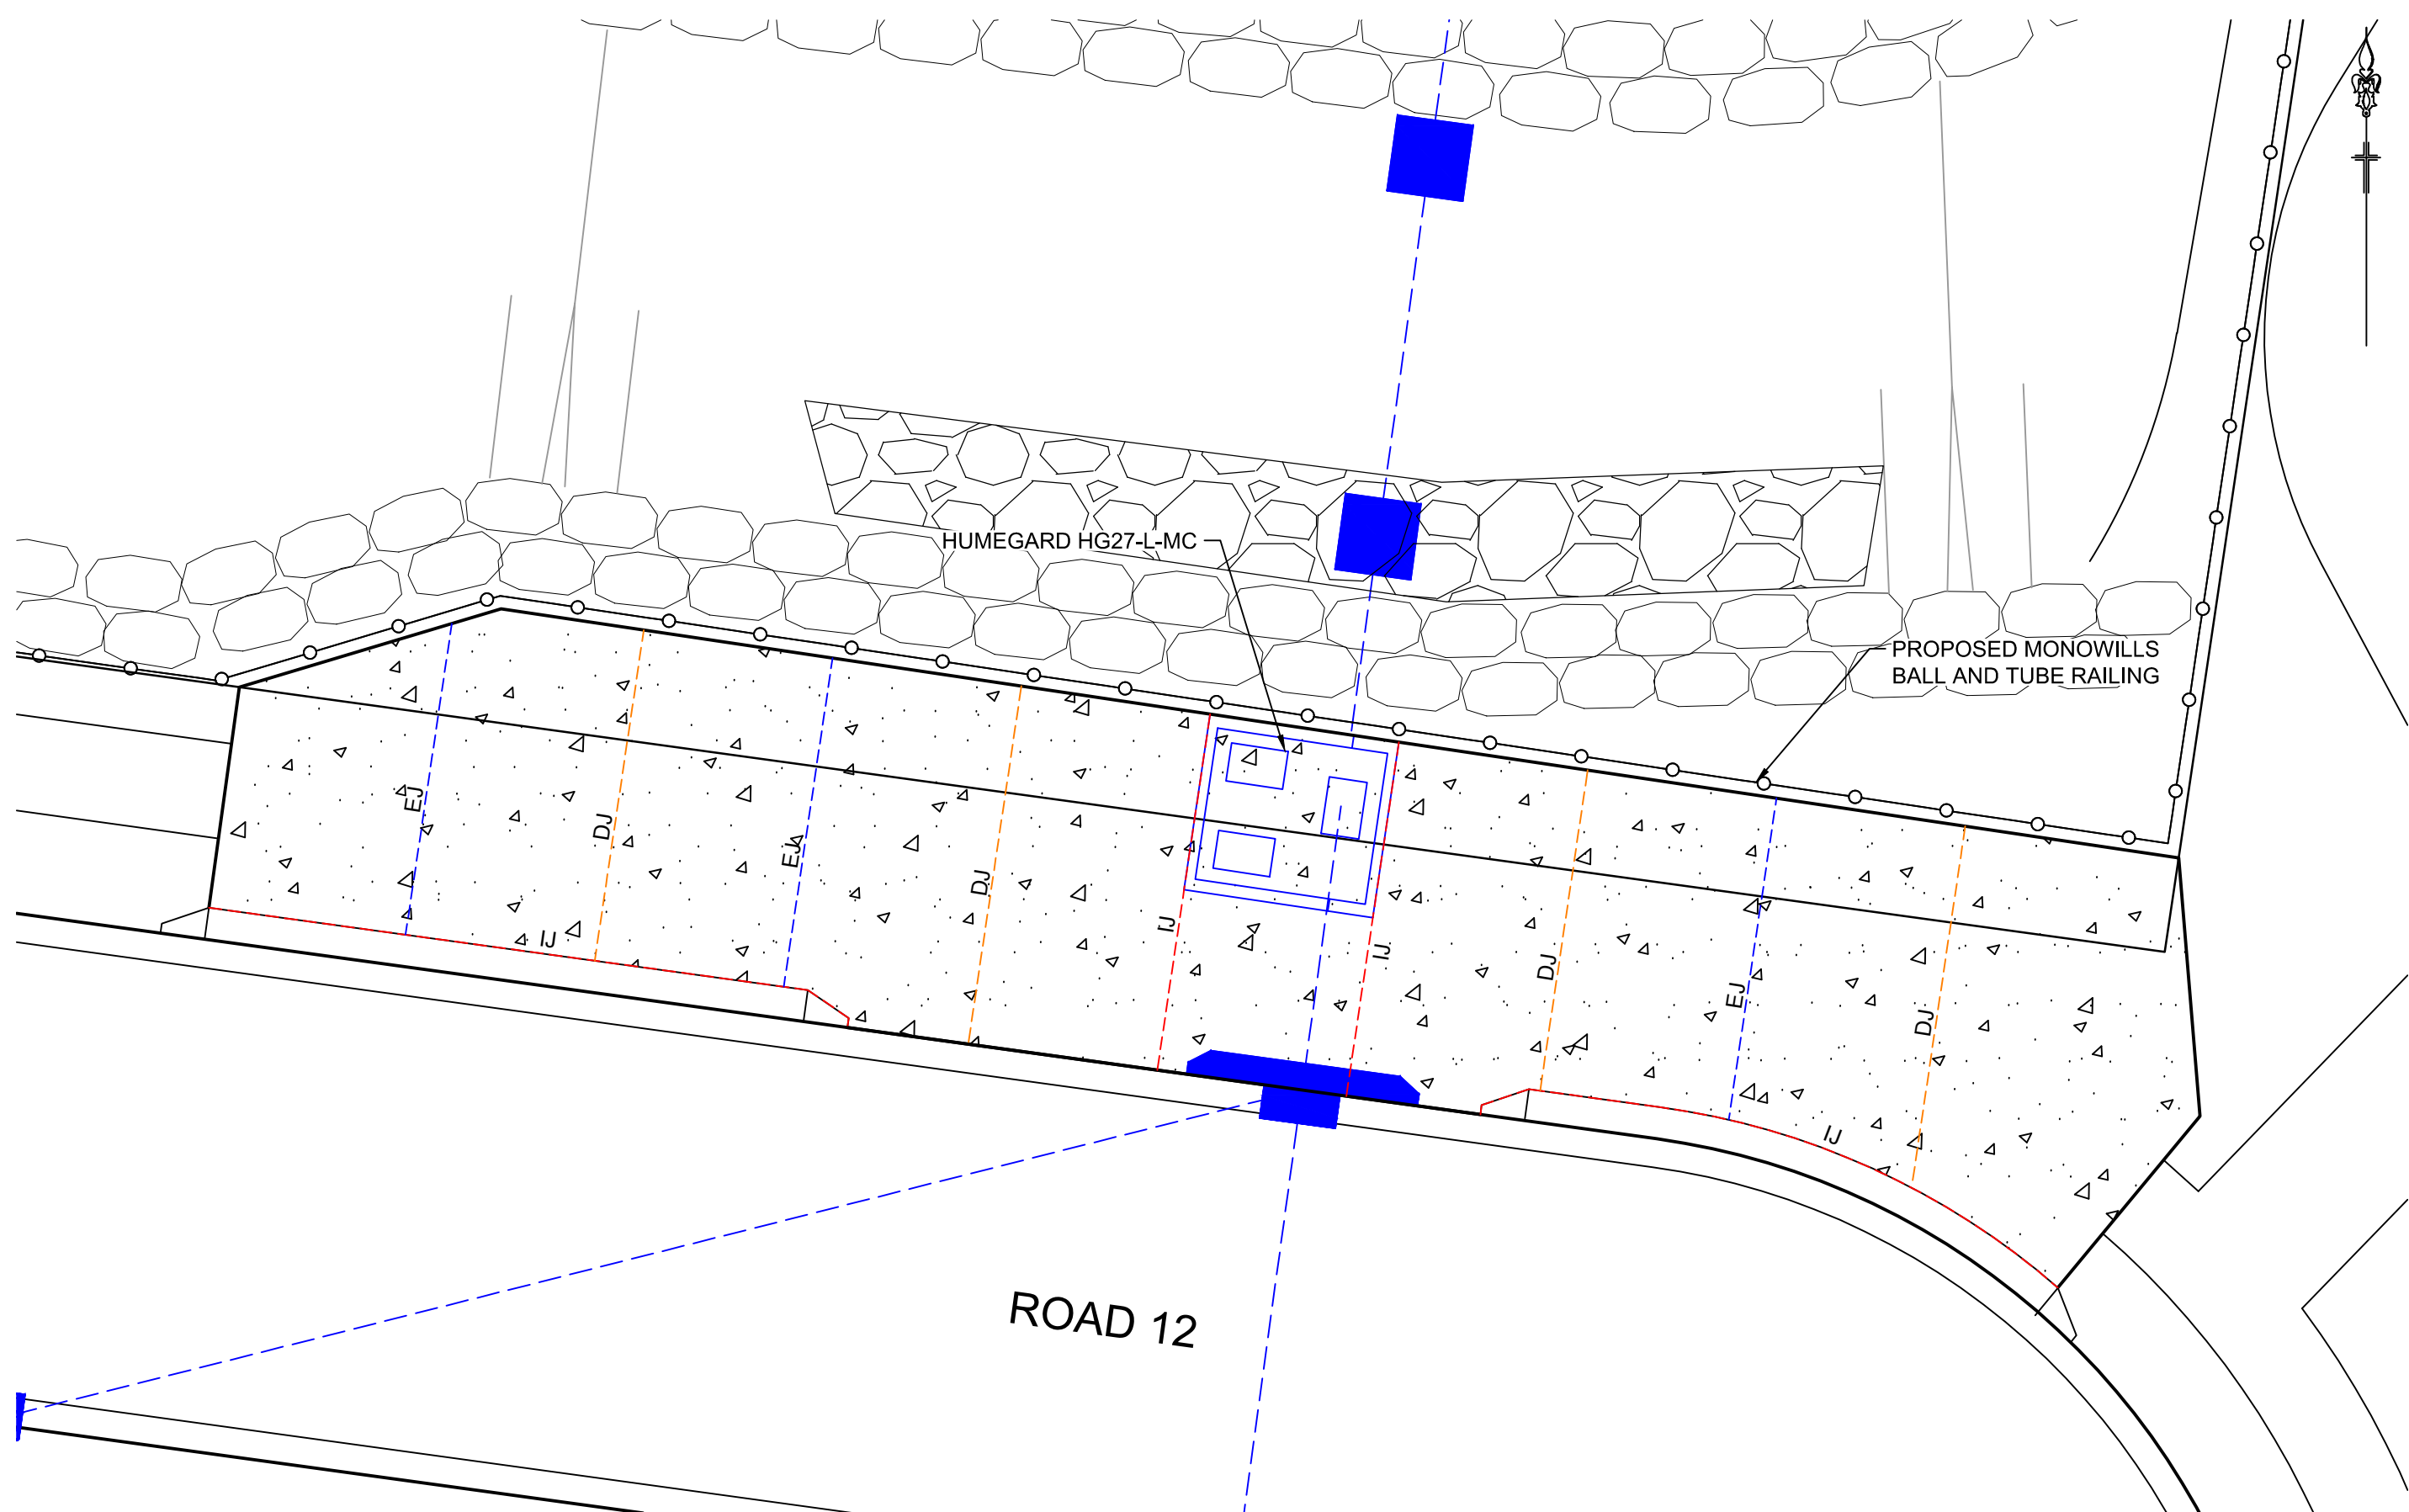 HUMEGARD HG27-L-MC
PROPOSED MONOWILLS
BALL AND TUBE RAILING
EJ
DJ
EJ
DJ
IJ
IJ
IJ
DJ
EJ
DJ
IJ
ROAD 12